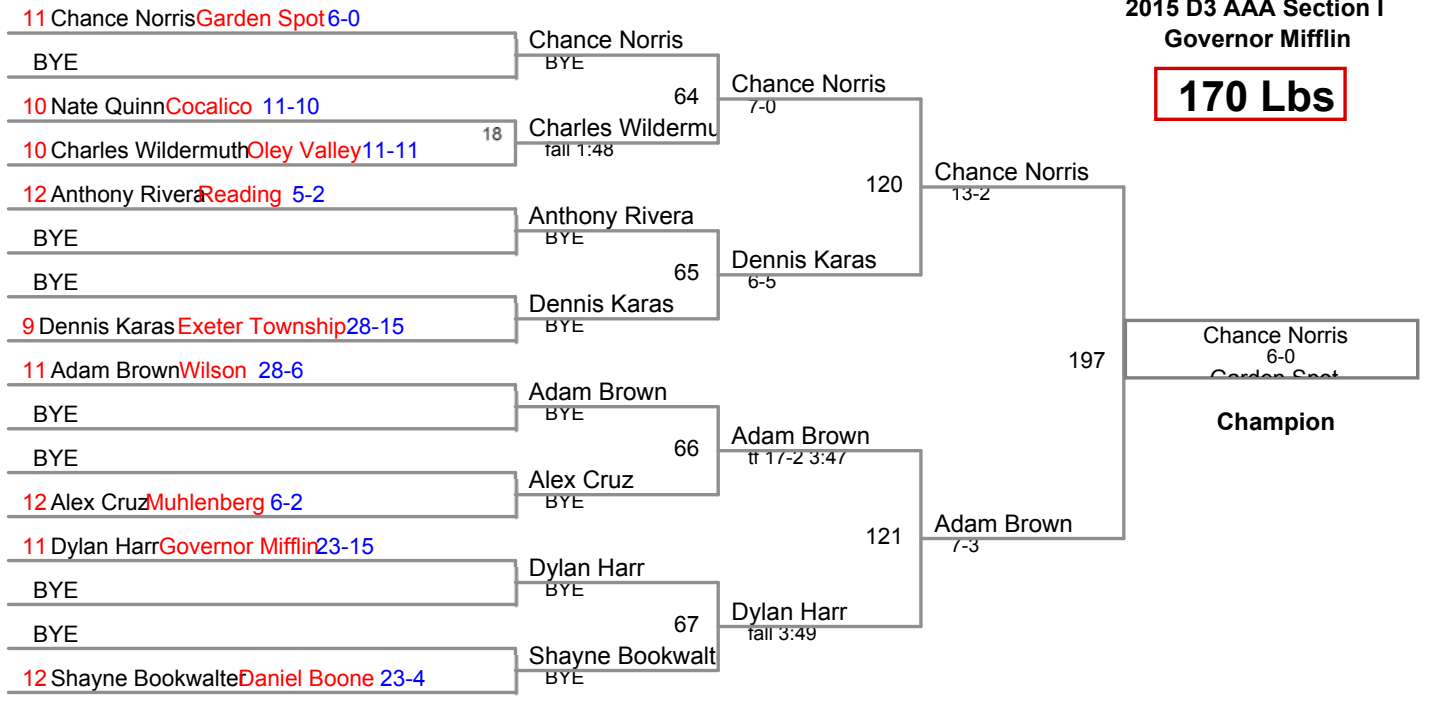 2015 D3 AAA Section I
Governor Mifflin
170 Lbs
11 Chance Norris Garden Spot 6-0
BYE
10 Nate Quinn Cocalico 11-10
10 Charles Wildermuth Oley Valley 11-11
12 Anthony Rivera Reading 5-2
BYE
BYE
9 Dennis Karas Exeter Township 28-15
11 Adam Brown Wilson 28-6
BYE
BYE
12 Alex Cruz Muhlenberg 6-2
11 Dylan Harr Governor Mifflin 23-15
BYE
BYE
12 Shayne Bookwalter Daniel Boone 23-4
Chance Norris
BYE
18
Charles Wildermu
fall 1:48
Anthony Rivera
BYE
Dennis Karas
BYE
Adam Brown
BYE
Alex Cruz
BYE
Dylan Harr
BYE
Shayne Bookwalt
BYE
64
Chance Norris
7-0
65
Dennis Karas
6-5
66
Adam Brown
tf 17-2 3:47
67
Dylan Harr
fall 3:49
120
Chance Norris
13-2
121
Adam Brown
7-3
197
Chance Norris
6-0
Garden Spot
Champion